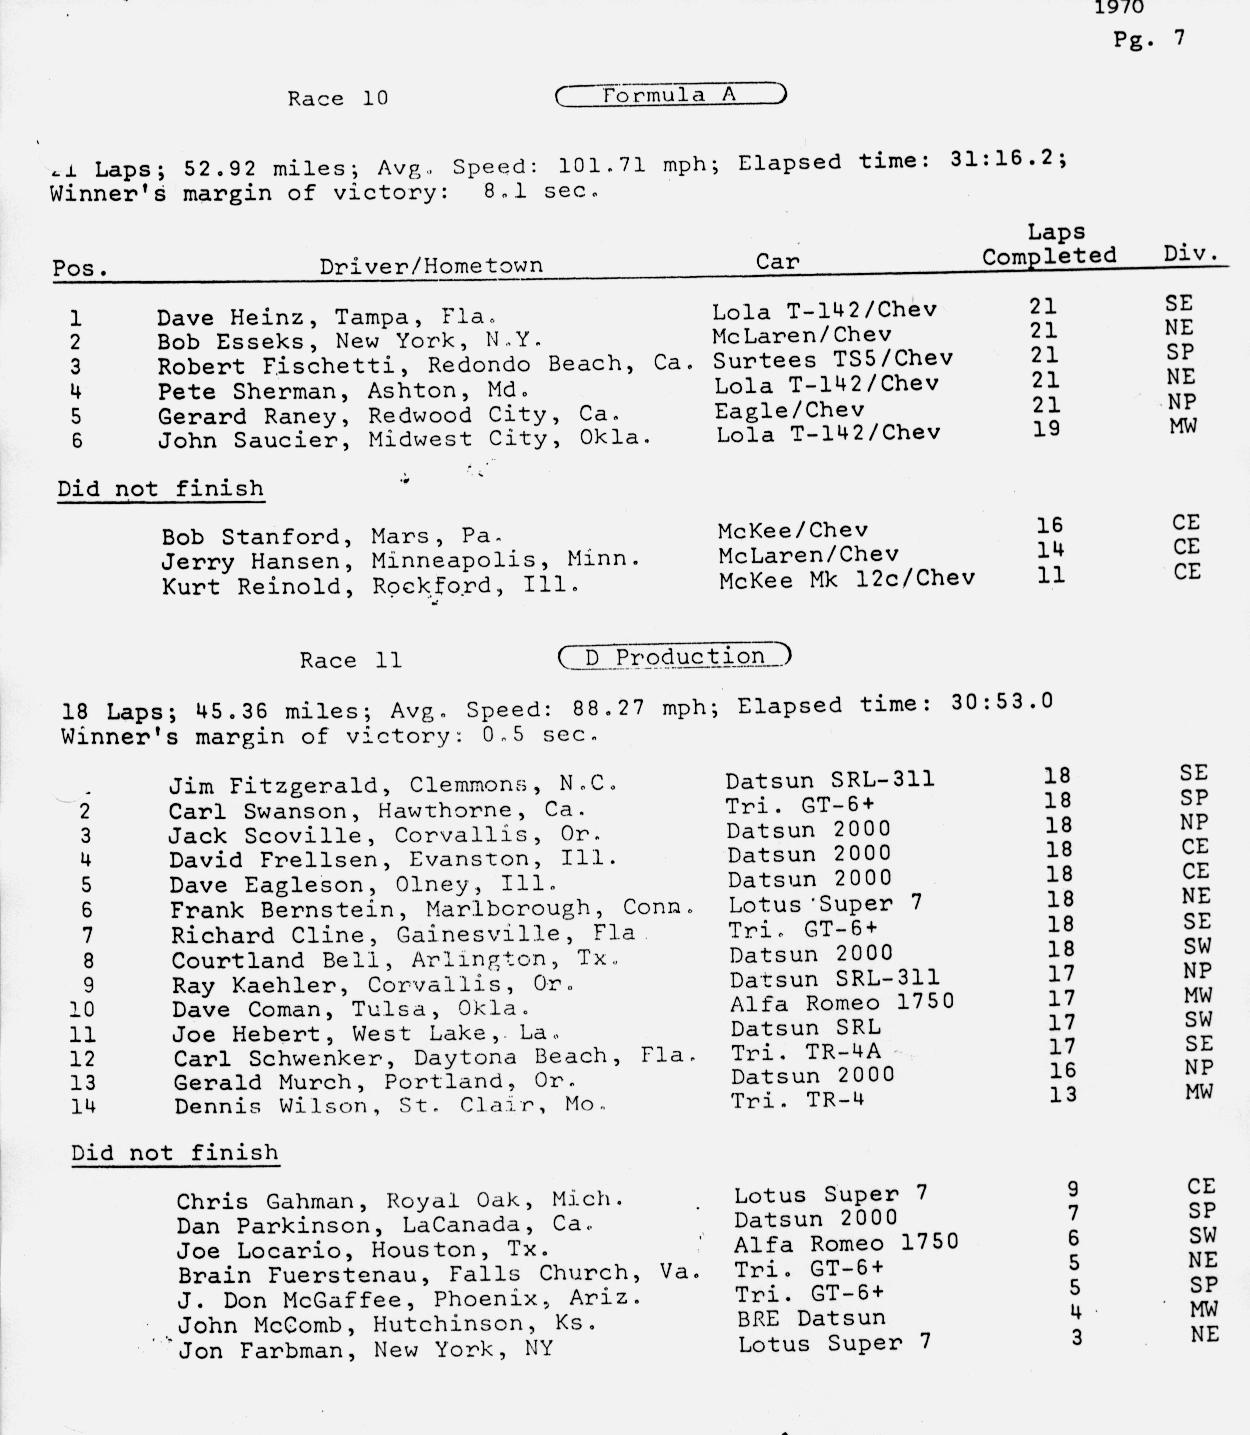 1970
Pg. 7
Race 10 Formula A
21 Laps; 52.92 miles; Avg. Speed: 101.71 mph; Elapsed time: 31:16.2;
Winner's margin of victory: 8.1 sec.
Laps
Pos. Driver/Hometown Car Completed Div.
1 Dave Heinz, Tampa, Fla. Lola T-142/Chev 21 SE
2 Bob Esseks, New York, N.Y. McLaren/Chev 21 NE
3 Robert Fischetti, Redondo Beach, Ca. Surtees TS5/Chev 21 SP
4 Pete Sherman, Ashton, Md. Lola T-142/Chev 21 NE
5 Gerard Raney, Redwood City, Ca. Eagle/Chev 21 NP
6 John Saucier, Midwest City, Okla. Lola T-142/Chev 19 MW
Did not finish
Bob Stanford, Mars, Pa. McKee/Chev 16 CE
Jerry Hansen, Minneapolis, Minn. McLaren/Chev 14 CE
Kurt Reinold, Rockford, Ill. McKee Mk 12c/Chev 11 CE
Race 11 D Production
18 Laps; 45.36 miles; Avg. Speed: 88.27 mph; Elapsed time: 30:53.0
Winner's margin of victory: 0.5 sec.
Jim Fitzgerald, Clemmons, N.C. Datsun SRL-311 18 SE
2 Carl Swanson, Hawthorne, Ca. Tri. GT-6+ 18 SP
3 Jack Scoville, Corvallis, Or. Datsun 2000 18 NP
4 David Frellsen, Evanston, Ill. Datsun 2000 18 CE
5 Dave Eagleson, Olney, Ill. Datsun 2000 18 CE
6 Frank Bernstein, Marlborough, Conn. Lotus Super 7 18 NE
7 Richard Cline, Gainesville, Fla. Tri. GT-6+ 18 SE
8 Courtland Bell, Arlington, Tx. Datsun 2000 18 SW
9 Ray Kaehler, Corvallis, Or. Datsun SRL-311 17 NP
10 Dave Coman, Tulsa, Okla. Alfa Romeo 1750 17 MW
11 Joe Hebert, West Lake, La. Datsun SRL 17 SW
12 Carl Schwenker, Daytona Beach, Fla. Tri. TR-4A 17 SE
13 Gerald Murch, Portland, Or. Datsun 2000 16 NP
14 Dennis Wilson, St. Clair, Mo. Tri. TR-4 13 MW
Did not finish
Chris Gahman, Royal Oak, Mich. Lotus Super 7 9 CE
Dan Parkinson, LaCanada, Ca. Datsun 2000 7 SP
Joe Locario, Houston, Tx. Alfa Romeo 1750 6 SW
Brain Fuerstenau, Falls Church, Va. Tri. GT-6+ 5 NE
J. Don McGaffee, Phoenix, Ariz. Tri. GT-6+ 5 SP
John McComb, Hutchinson, Ks. BRE Datsun 4 MW
Jon Farbman, New York, NY Lotus Super 7 3 NE